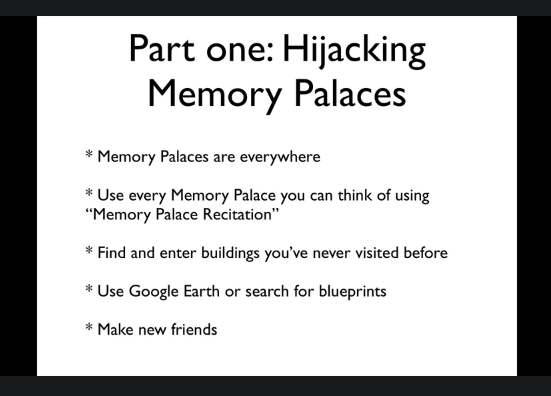 Part one: Hijacking
Memory Palaces
* Memory Palaces are everywhere
* Use every Memory Palace you can think of using
“Memory Palace Recitation”
* Find and enter buildings you’ve never visited before
* Use Google Earth or search for blueprints
* Make new friends